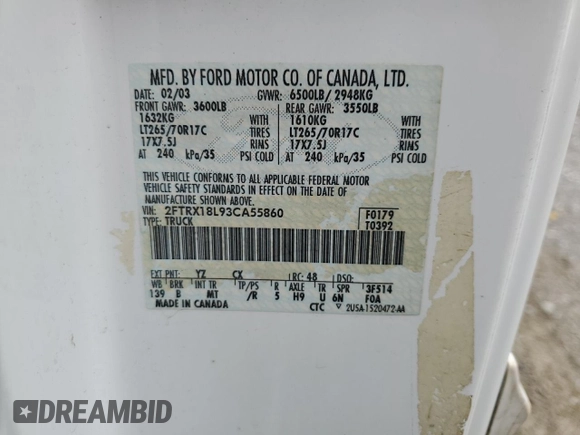 MFD. BY FORD MOTOR CO. OF CANADA, LTD.
DATE: 02/03 GVWR: 6500LB/ 2948KG
FRONT GAWR: 3600LB REAR GAWR: 3550LB
1632KG WITH 1610KG WITH
LT265/70R17C TIRES LT265/70R17C TIRES
17X7.5J RIMS 17X7.5J RIMS
AT 240 kPa/35 PSI COLD AT 240 kPa/35 PSI COLD
THIS VEHICLE CONFORMS TO ALL APPLICABLE FEDERAL MOTOR
VEHICLE SAFETY STANDARDS IN EFFECT ON THE DATE OF
MANUFACTURE SHOWN ABOVE.
VIN: 2FTRX18L93CA55860 F0179
TYPE: TRUCK T0392
EXT PNT: YZ CX RC: 48 DSO:
WB BRK INT TR TP/PS R AXLE TR SPR 3F514
139 B MT /R 5 H9 U 6N F0A
MADE IN CANADA CTC 2USA-1520472-AA
DREAMBID